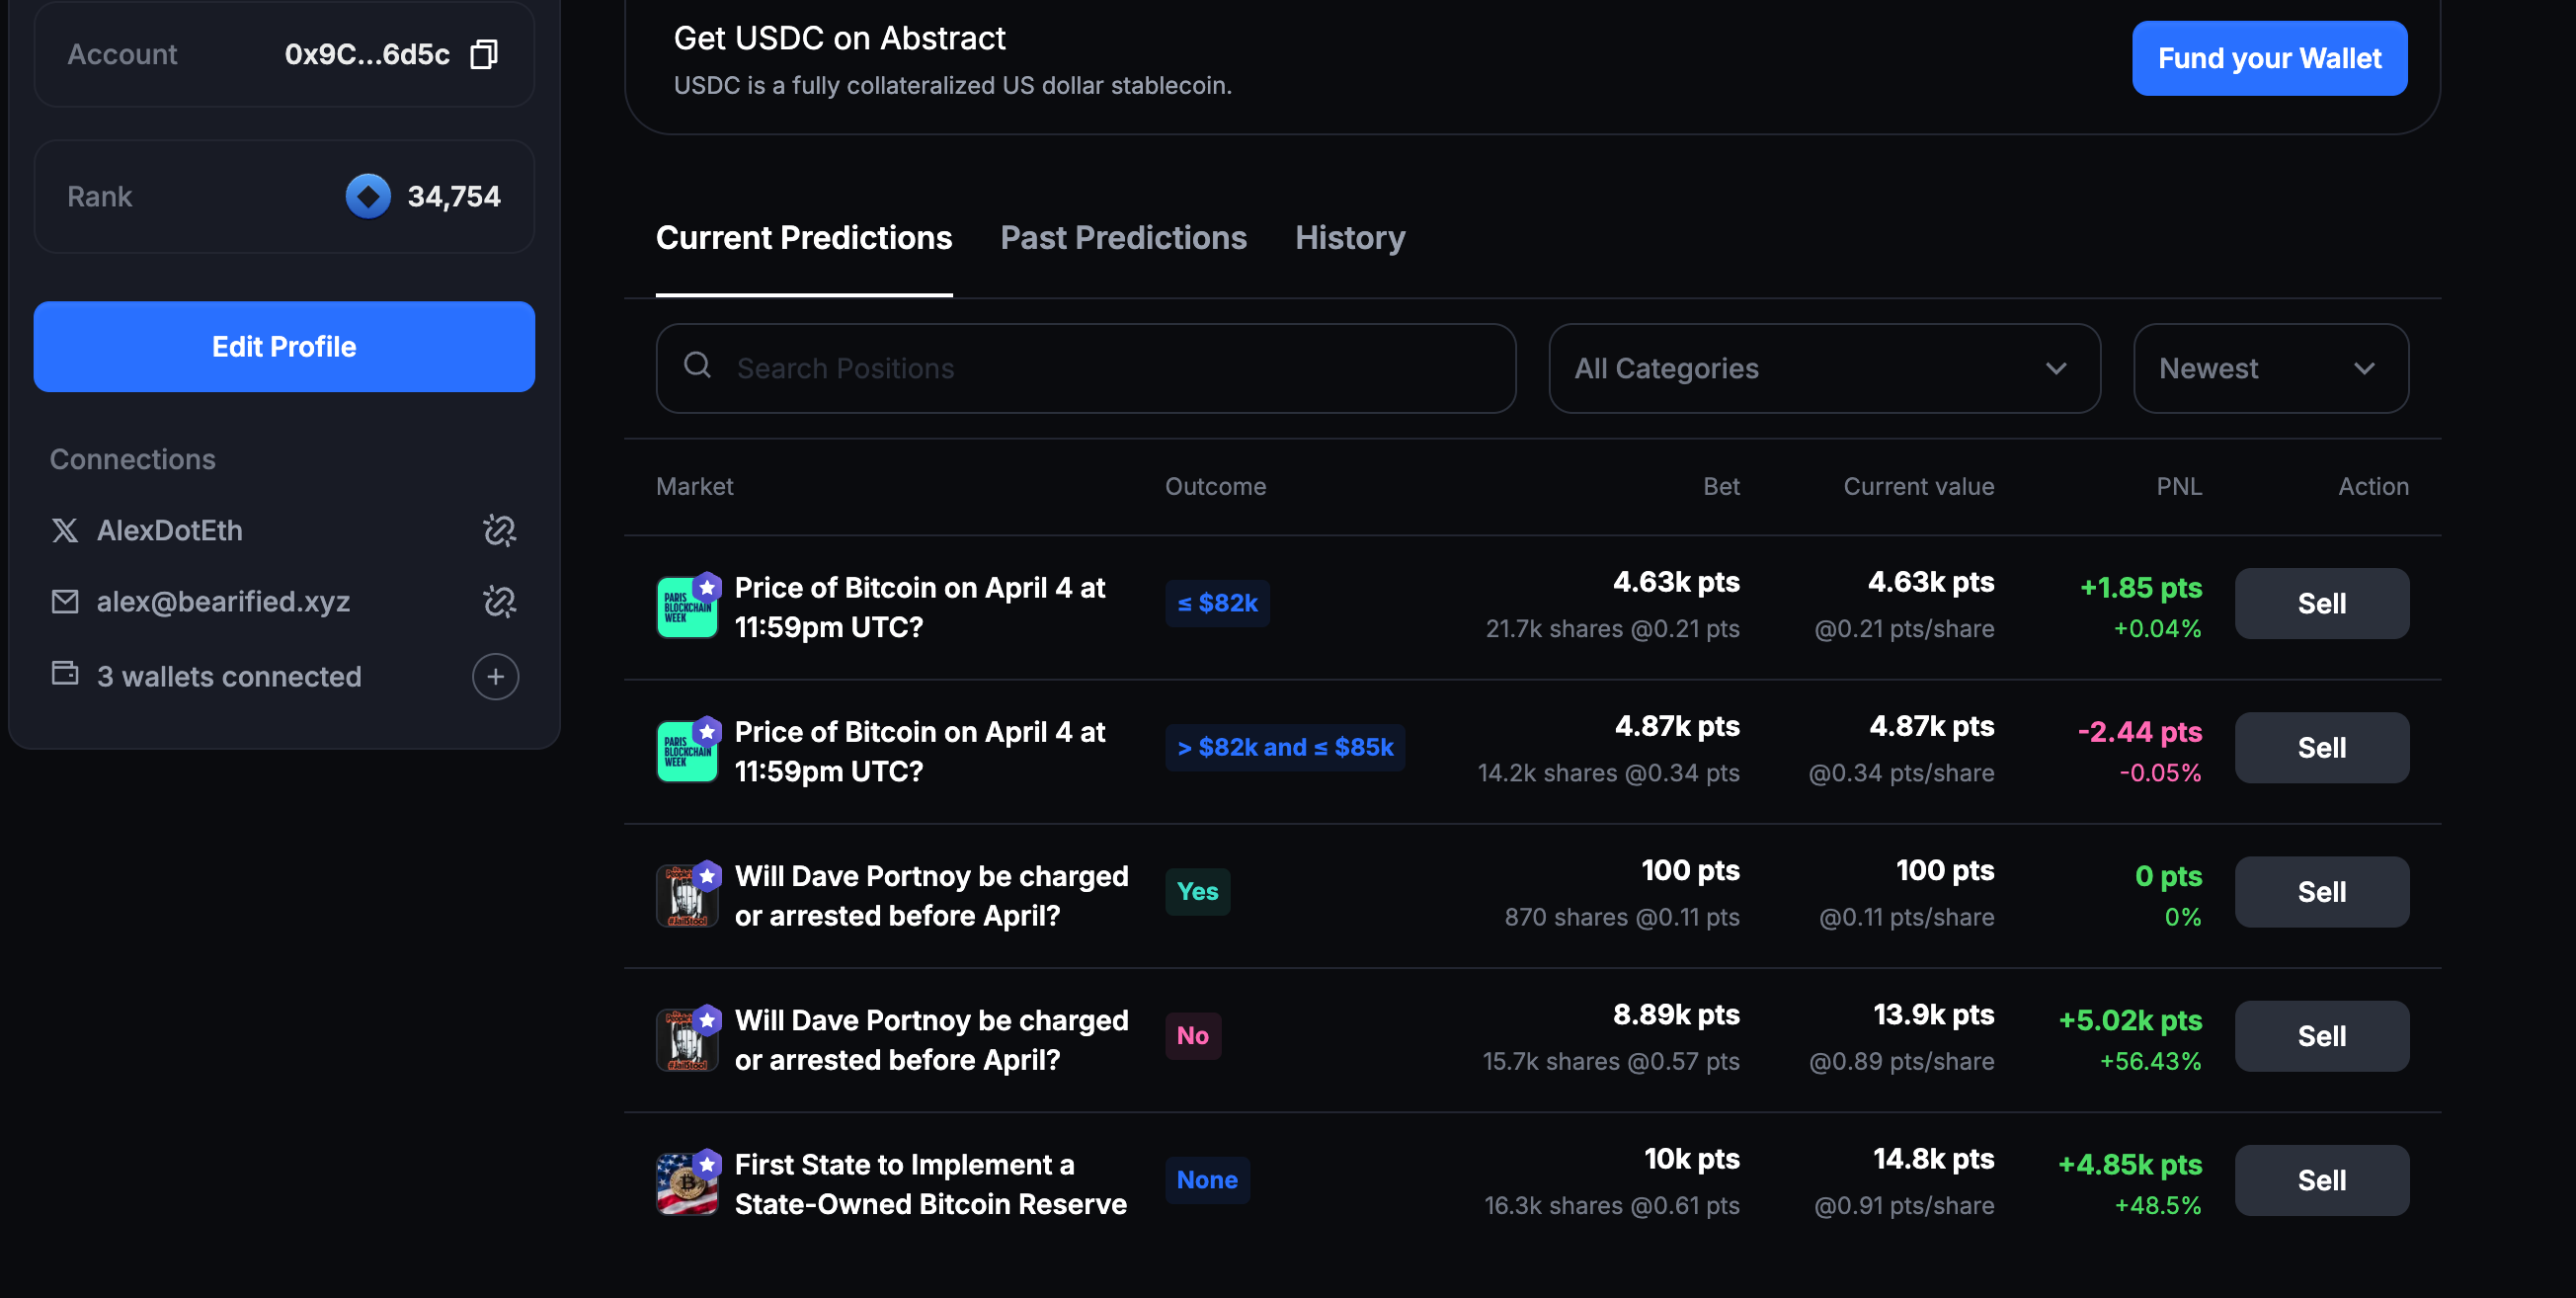 Account 0x9C...6d5c
Rank 34,754
Edit Profile
Connections
AlexDotEth
alex@bearified.xyz
3 wallets connected
Get USDC on Abstract
USDC is a fully collateralized US dollar stablecoin.
Fund your Wallet
Current Predictions Past Predictions History
Search Positions All Categories Newest
Market Outcome Bet Current value PNL Action
PARIS
BLOCKCHAIN
WEEK
Price of Bitcoin on April 4 at
11:59pm UTC?
≤ $82k
4.63k pts
21.7k shares @0.21 pts
4.63k pts
@0.21 pts/share
+1.85 pts
+0.04%
Sell
PARIS
BLOCKCHAIN
WEEK
Price of Bitcoin on April 4 at
11:59pm UTC?
> $82k and ≤ $85k
4.87k pts
14.2k shares @0.34 pts
4.87k pts
@0.34 pts/share
-2.44 pts
-0.05%
Sell
Will Dave Portnoy be charged
or arrested before April?
Yes
100 pts
870 shares @0.11 pts
100 pts
@0.11 pts/share
0 pts
0%
Sell
Will Dave Portnoy be charged
or arrested before April?
No
8.89k pts
15.7k shares @0.57 pts
13.9k pts
@0.89 pts/share
+5.02k pts
+56.43%
Sell
First State to Implement a
State-Owned Bitcoin Reserve
None
10k pts
16.3k shares @0.61 pts
14.8k pts
@0.91 pts/share
+4.85k pts
+48.5%
Sell